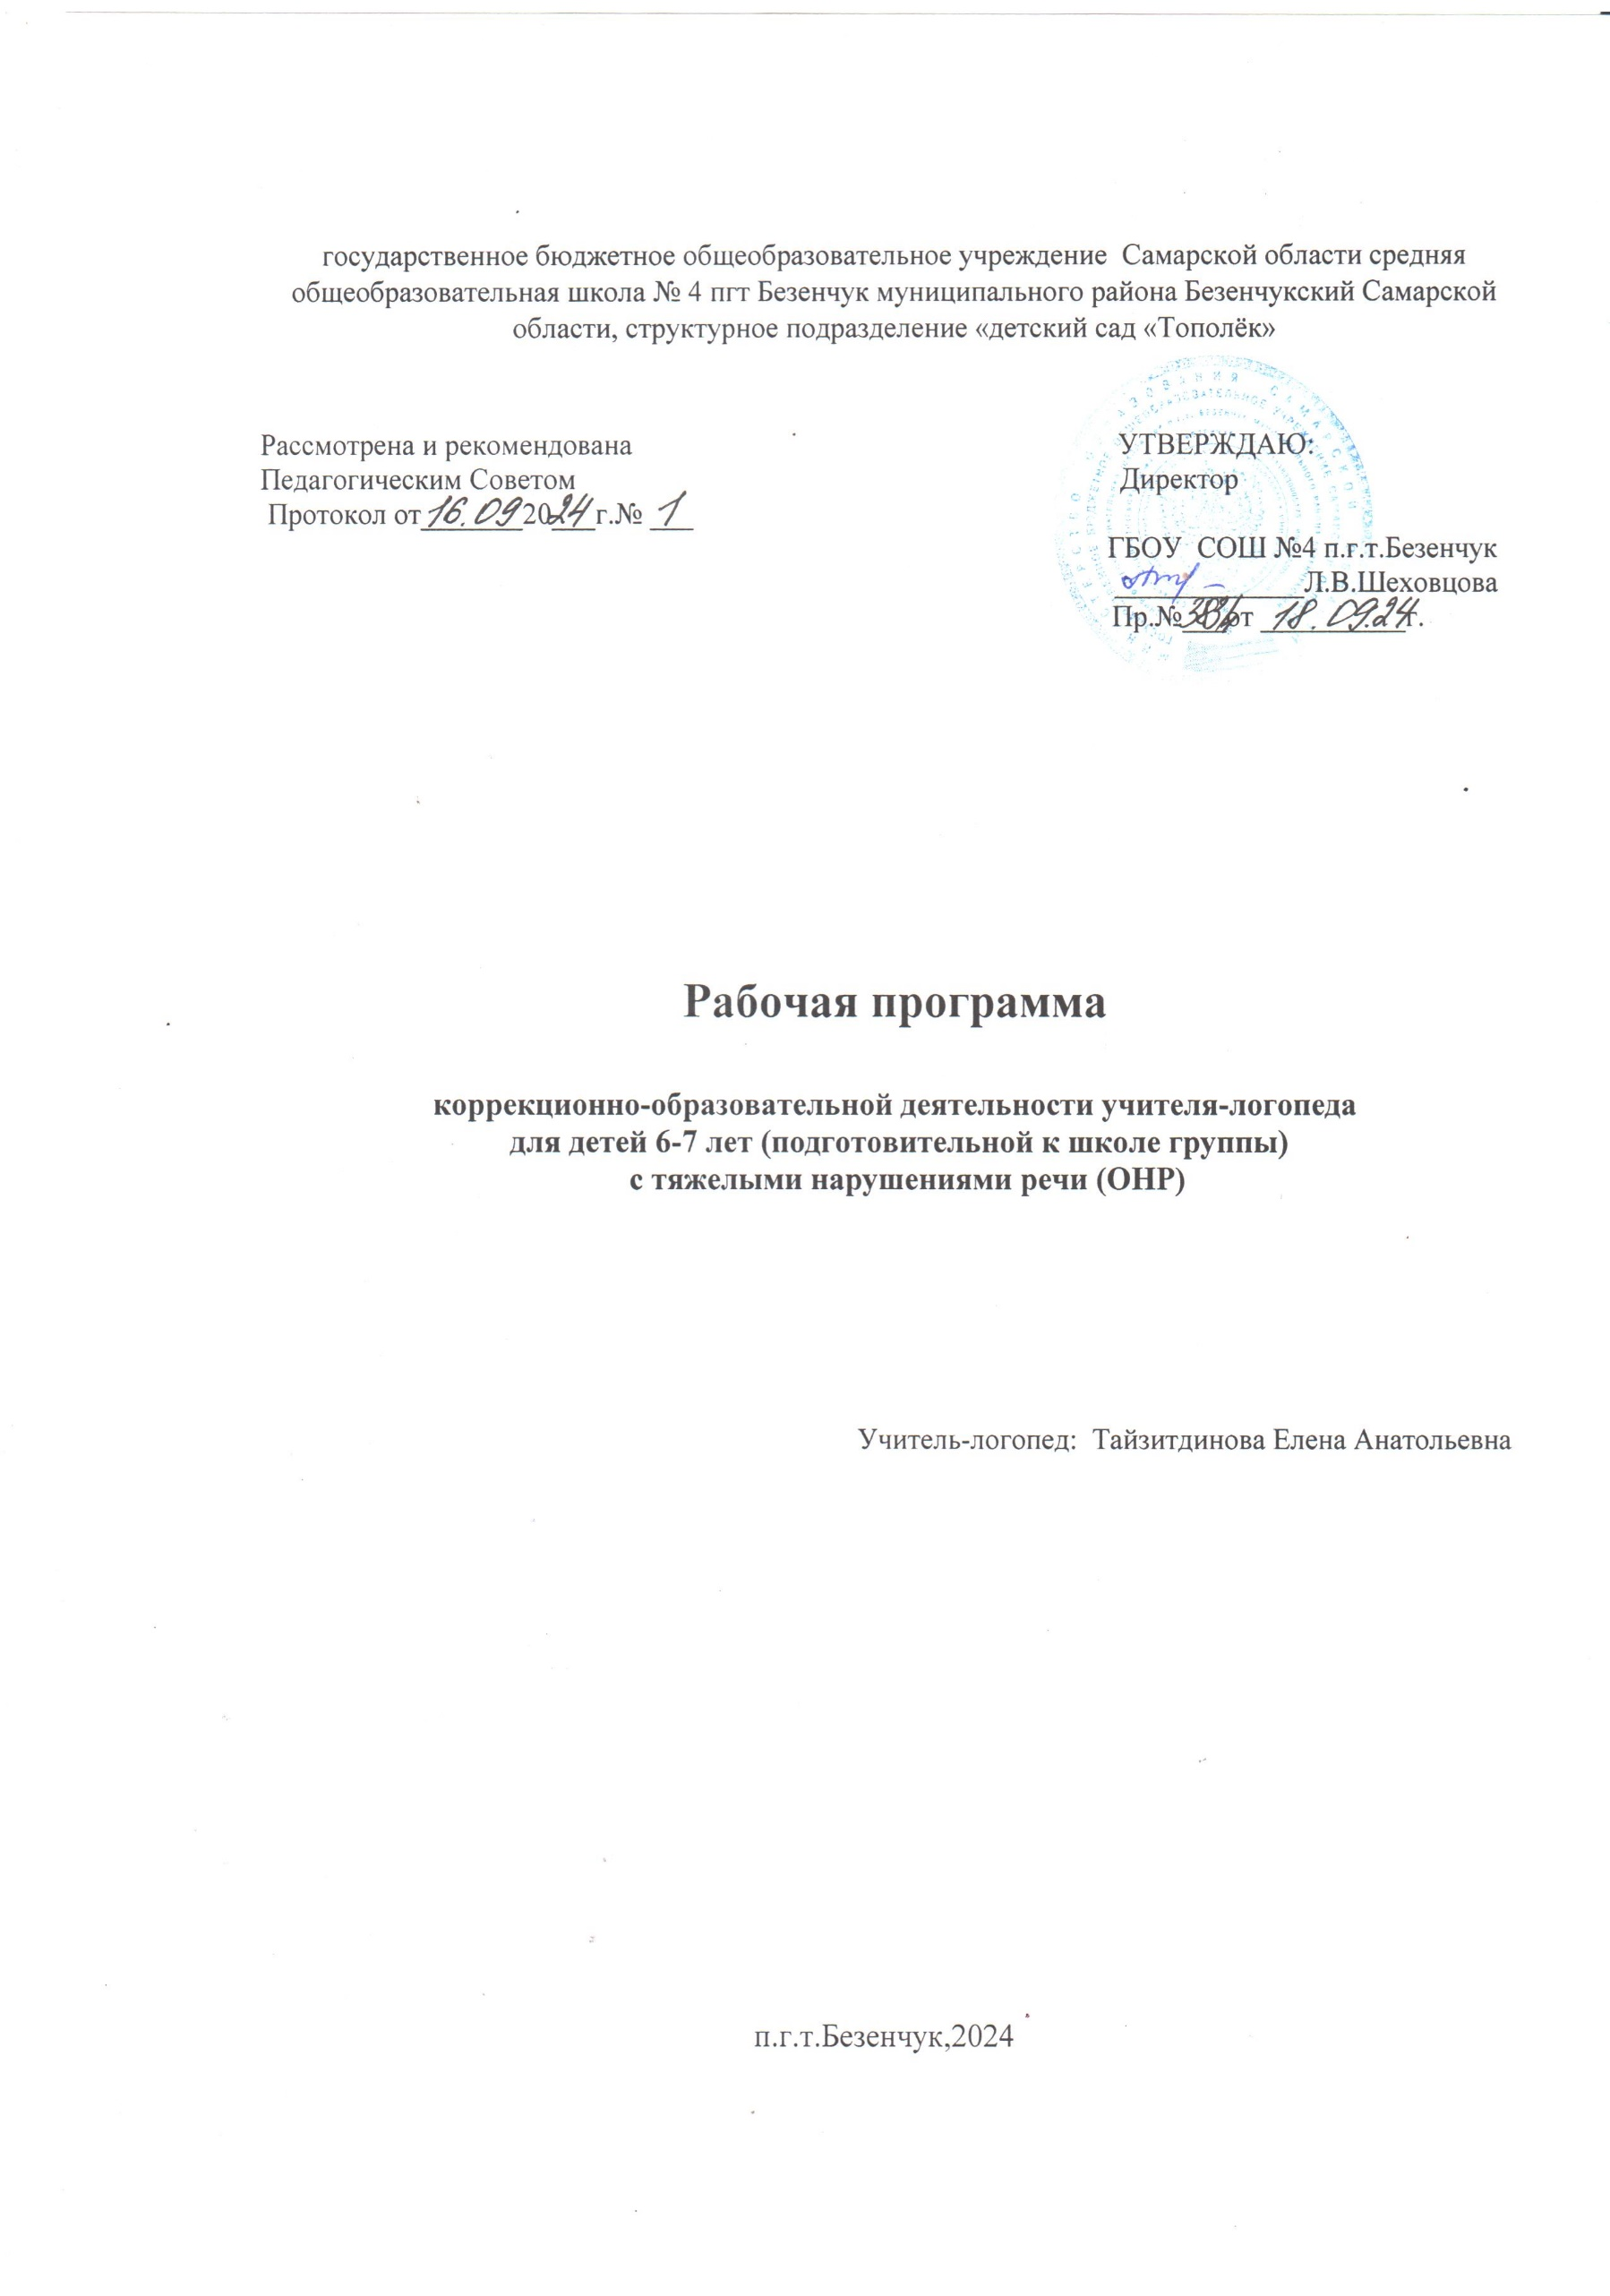 государственное бюджетное общеобразовательное учреждение Самарской области средняя
общеобразовательная школа № 4 пгт Безенчук муниципального района Безенчукский Самарской
области, структурное подразделение «детский сад «Тополёк»
Рассмотрена и рекомендована
Педагогическим Советом
Протокол от 16.09 2024 г.№ 1
УТВЕРЖДАЮ:
Директор
ГБОУ СОШ №4 п.г.т.Безенчук
Л.В.Шеховцова
Пр.№ от 18.09.24 г.
Рабочая программа
коррекционно-образовательной деятельности учителя-логопеда
для детей 6-7 лет (подготовительной к школе группы)
с тяжелыми нарушениями речи (ОНР)
Учитель-логопед: Тайзитдинова Елена Анатольевна
п.г.т.Безенчук,2024